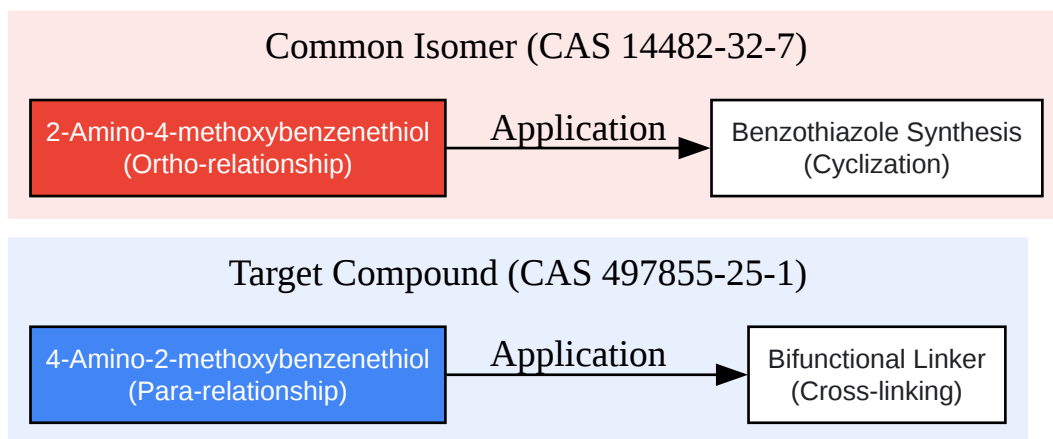 Common Isomer (CAS 14482-32-7)
2-Amino-4-methoxybenzenethiol
(Ortho-relationship)
Application
Benzothiazole Synthesis
(Cyclization)
Target Compound (CAS 497855-25-1)
4-Amino-2-methoxybenzenethiol
(Para-relationship)
Application
Bifunctional Linker
(Cross-linking)